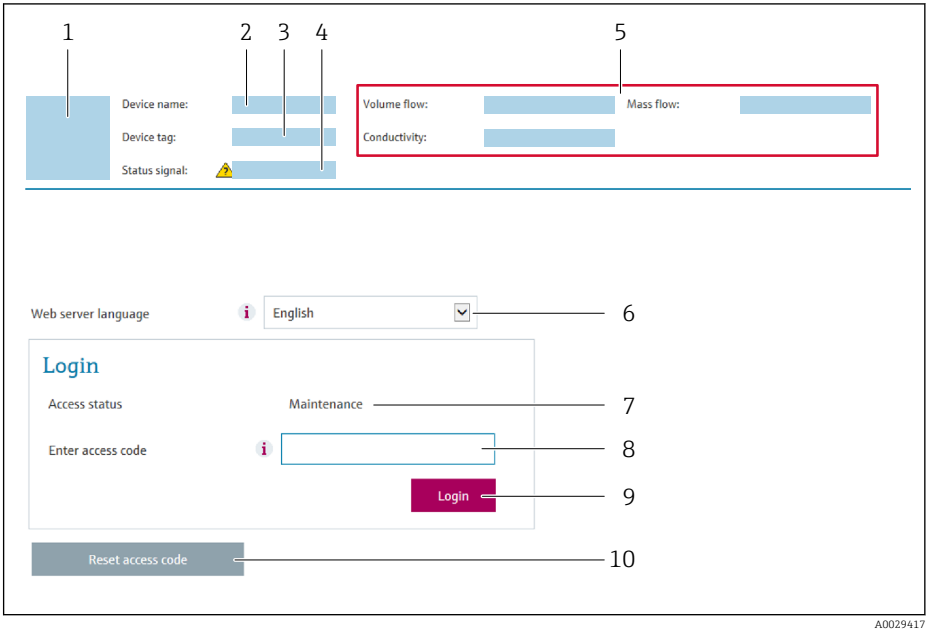 1 2 3 4 5
Device name: Volume flow: Mass flow:
Device tag: Conductivity:
Status signal: ?
Web server language i English 6
Login
Access status Maintenance 7
Enter access code i 8
Login 9
Reset access code 10
A0029417